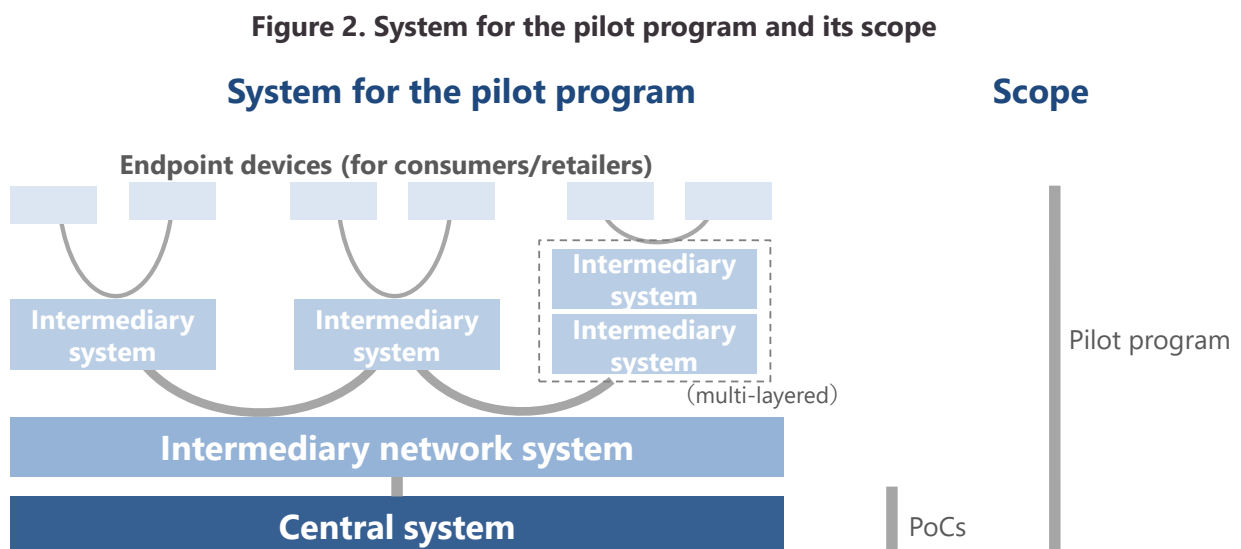 Figure 2. System for the pilot program and its scope
System for the pilot program
Scope
Endpoint devices (for consumers/retailers)
Intermediary
system
Intermediary
system
Intermediary
system
Intermediary
system
（multi-layered）
Pilot program
Intermediary network system
Central system
PoCs